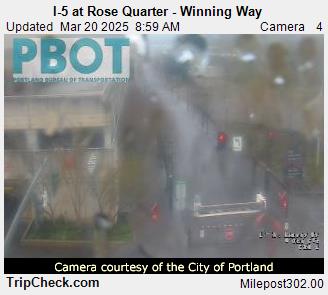 I-5 at Rose Quarter - Winning Way
Updated  Mar 20 2025  8:59 AM  Camera  4
PBOT
PORTLAND BUREAU OF TRANSPORTATION
Camera courtesy of the City of Portland
TripCheck.com  Milepost302.00